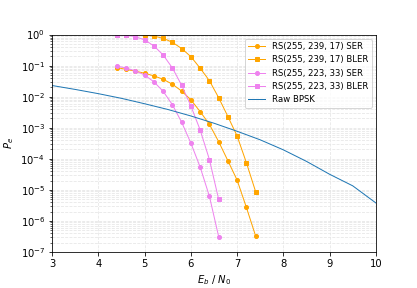 10⁰
10⁻¹
10⁻²
10⁻³
10⁻⁴
10⁻⁵
10⁻⁶
10⁻⁷
Pₑ
RS(255, 239, 17) SER
RS(255, 239, 17) BLER
RS(255, 223, 33) SER
RS(255, 223, 33) BLER
Raw BPSK
3 4 5 6 7 8 9 10
E_b / N₀